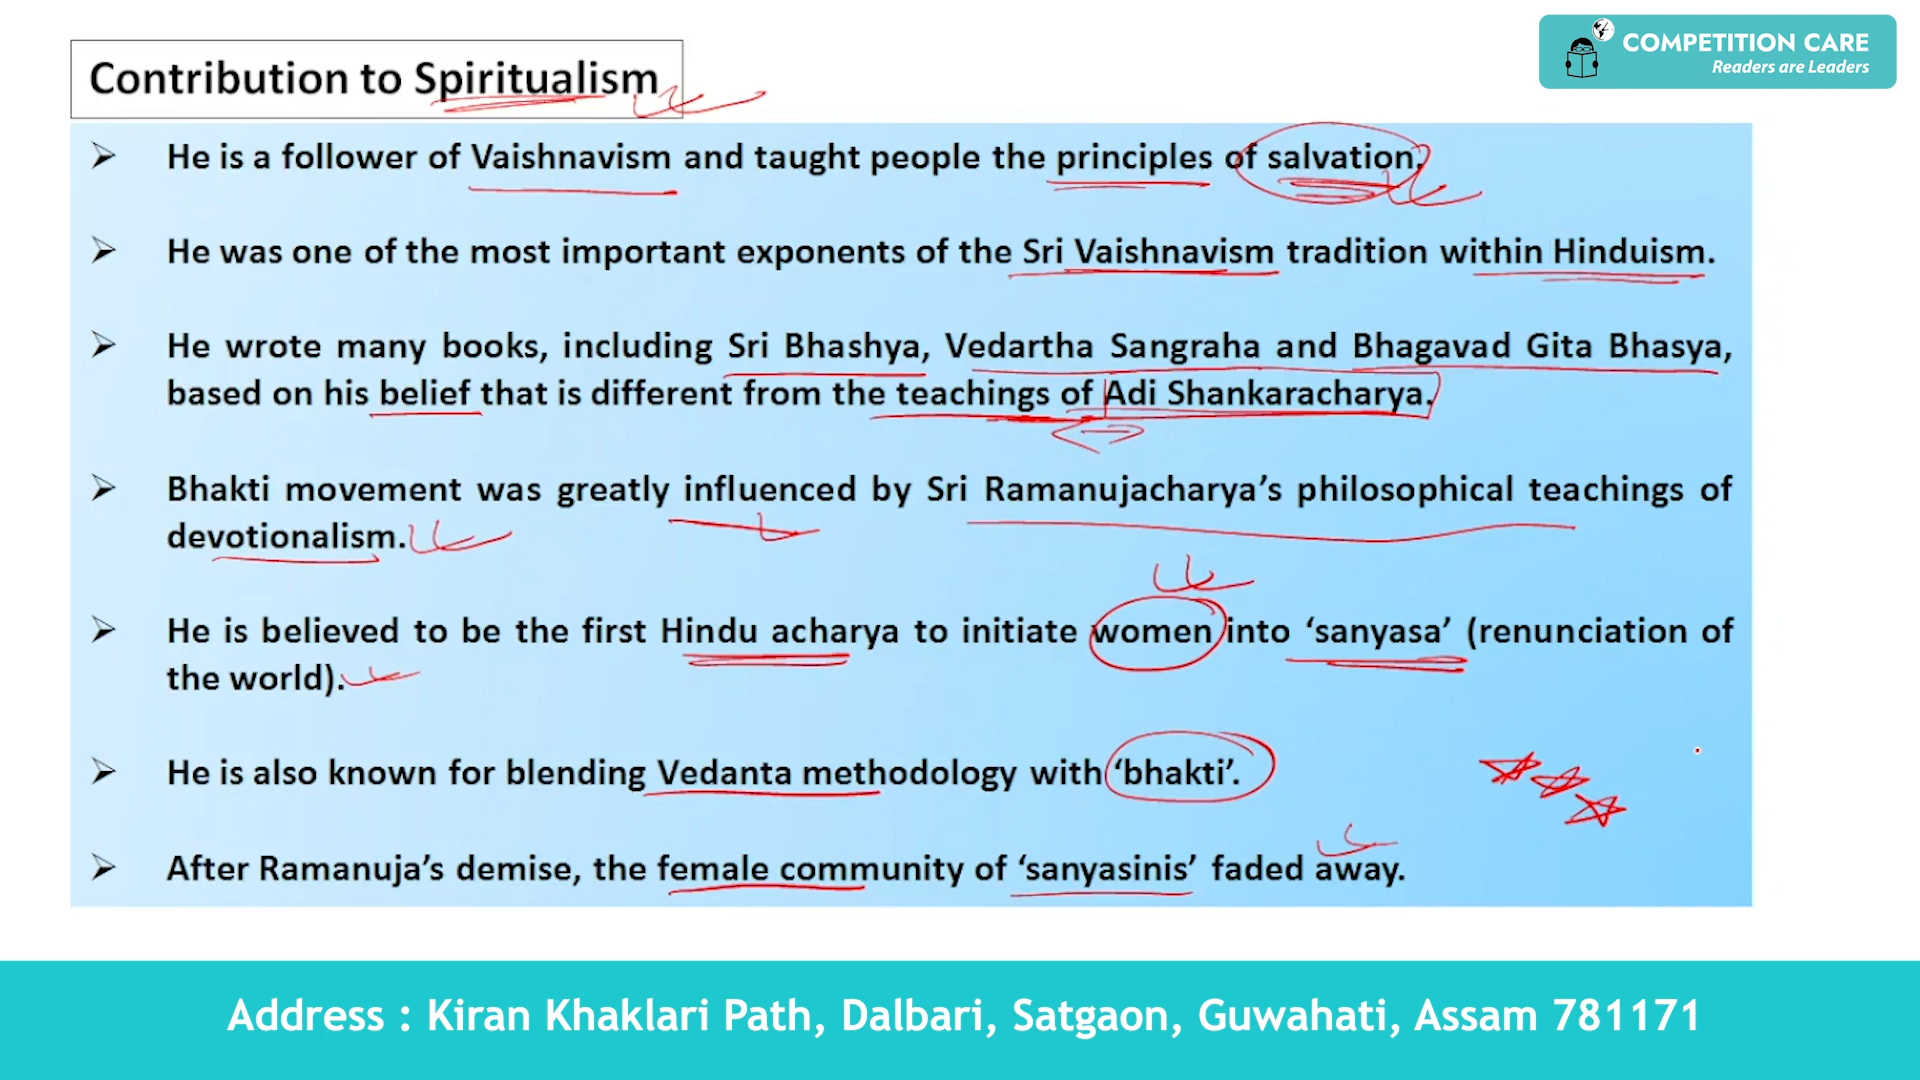 COMPETITION CARE
Readers are Leaders
Contribution to Spiritualism
➢ He is a follower of Vaishnavism and taught people the principles of salvation.
➢ He was one of the most important exponents of the Sri Vaishnavism tradition within Hinduism.
➢ He wrote many books, including Sri Bhashya, Vedartha Sangraha and Bhagavad Gita Bhasya,
based on his belief that is different from the teachings of Adi Shankaracharya.
➢ Bhakti movement was greatly influenced by Sri Ramanujacharya’s philosophical teachings of
devotionalism.
➢ He is believed to be the first Hindu acharya to initiate women into ‘sanyasa’ (renunciation of
the world).
➢ He is also known for blending Vedanta methodology with ‘bhakti’.
➢ After Ramanuja’s demise, the female community of ‘sanyasinis’ faded away.
Address : Kiran Khaklari Path, Dalbari, Satgaon, Guwahati, Assam 781171